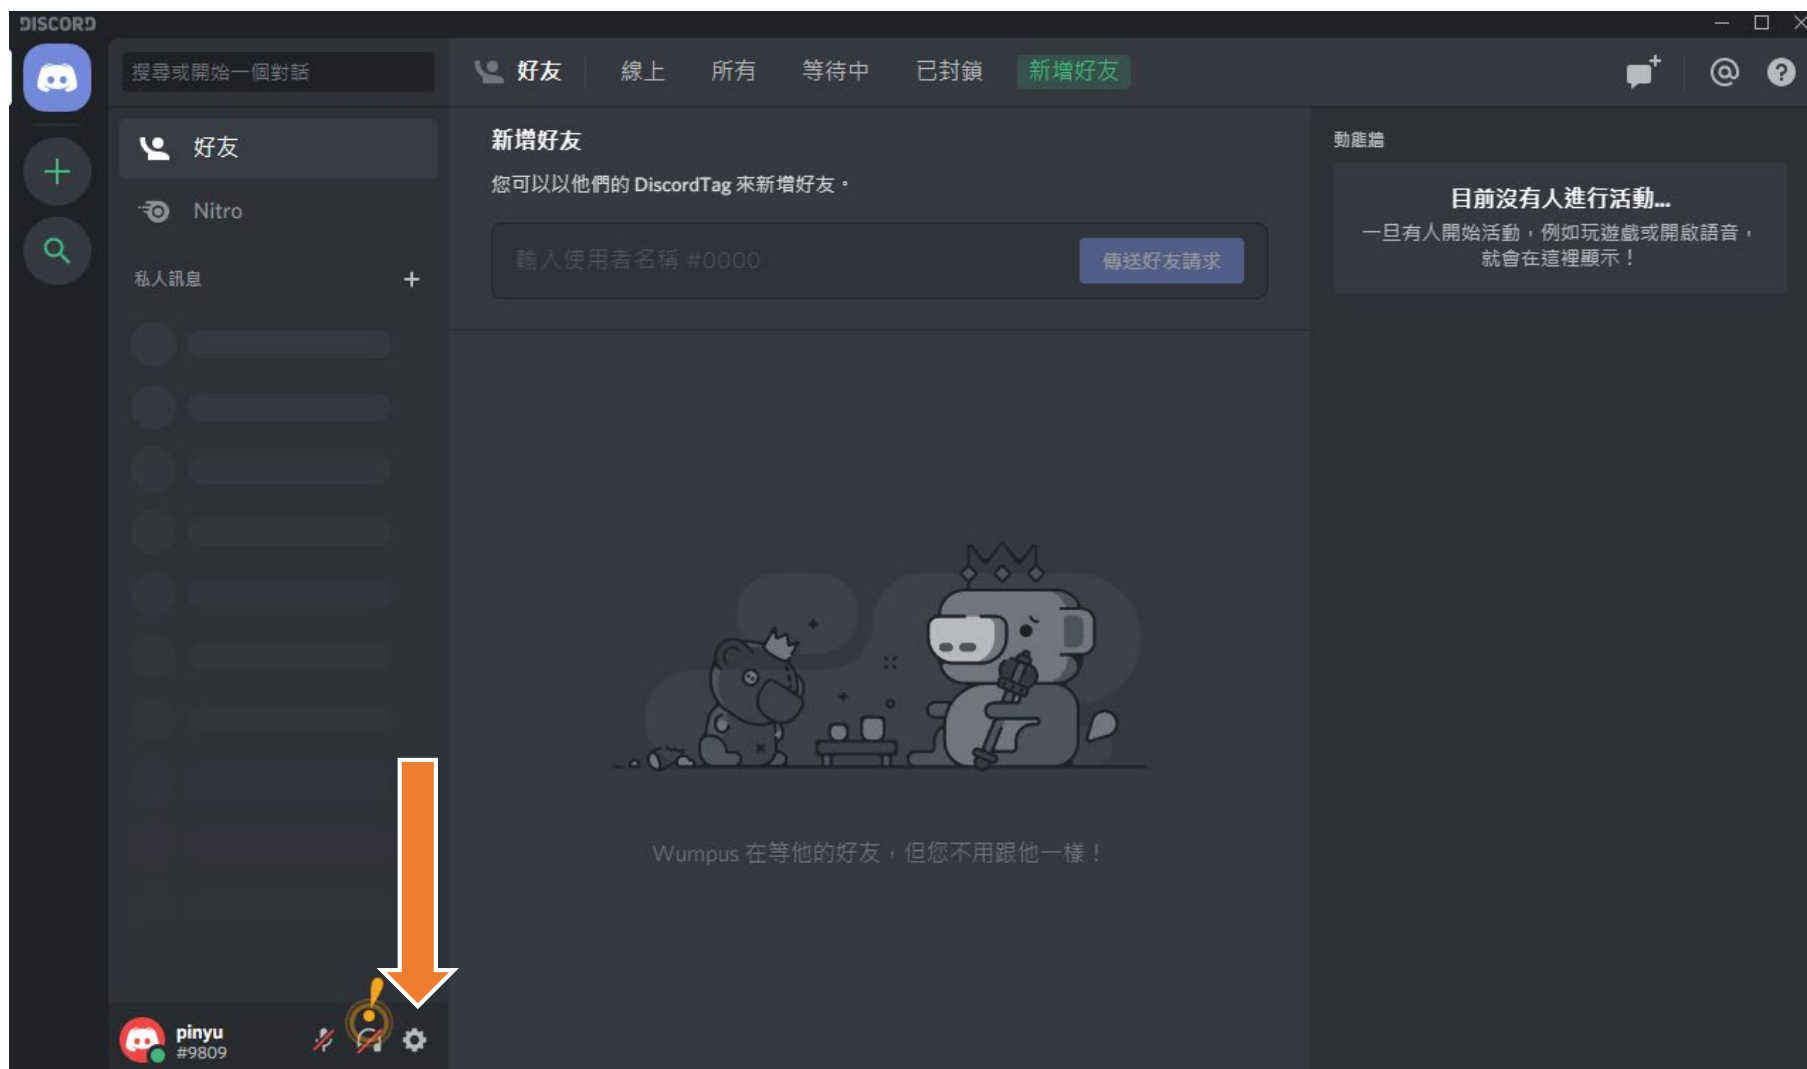 DISCORD
搜尋或開始一個對話
好友
線上
所有
等待中
已封鎖
新增好友
好友
Nitro
私人訊息
新增好友
您可以以他們的 DiscordTag 來新增好友。
輸入使用者名稱 #0000
傳送好友請求
動態牆
目前沒有人進行活動...
一旦有人開始活動，例如玩遊戲或開啟語音，
就會在這裡顯示！
Wumpus 在等他的好友，但您不用跟他一樣！
pinyu
#9809